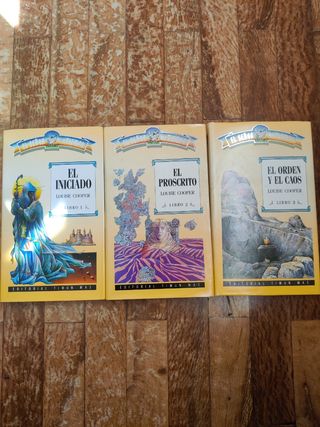 EL
INICIADO
LOUISE COOPER
LIBRO 1
EDITORIAL TIMUN MAS
EL
PROSCRITO
LOUISE COOPER
LIBRO 2
EDITORIAL TIMUN MAS
EL ORDEN
Y EL CAOS
LOUISE COOPER
LIBRO 3
EDITORIAL TIMUN MAS